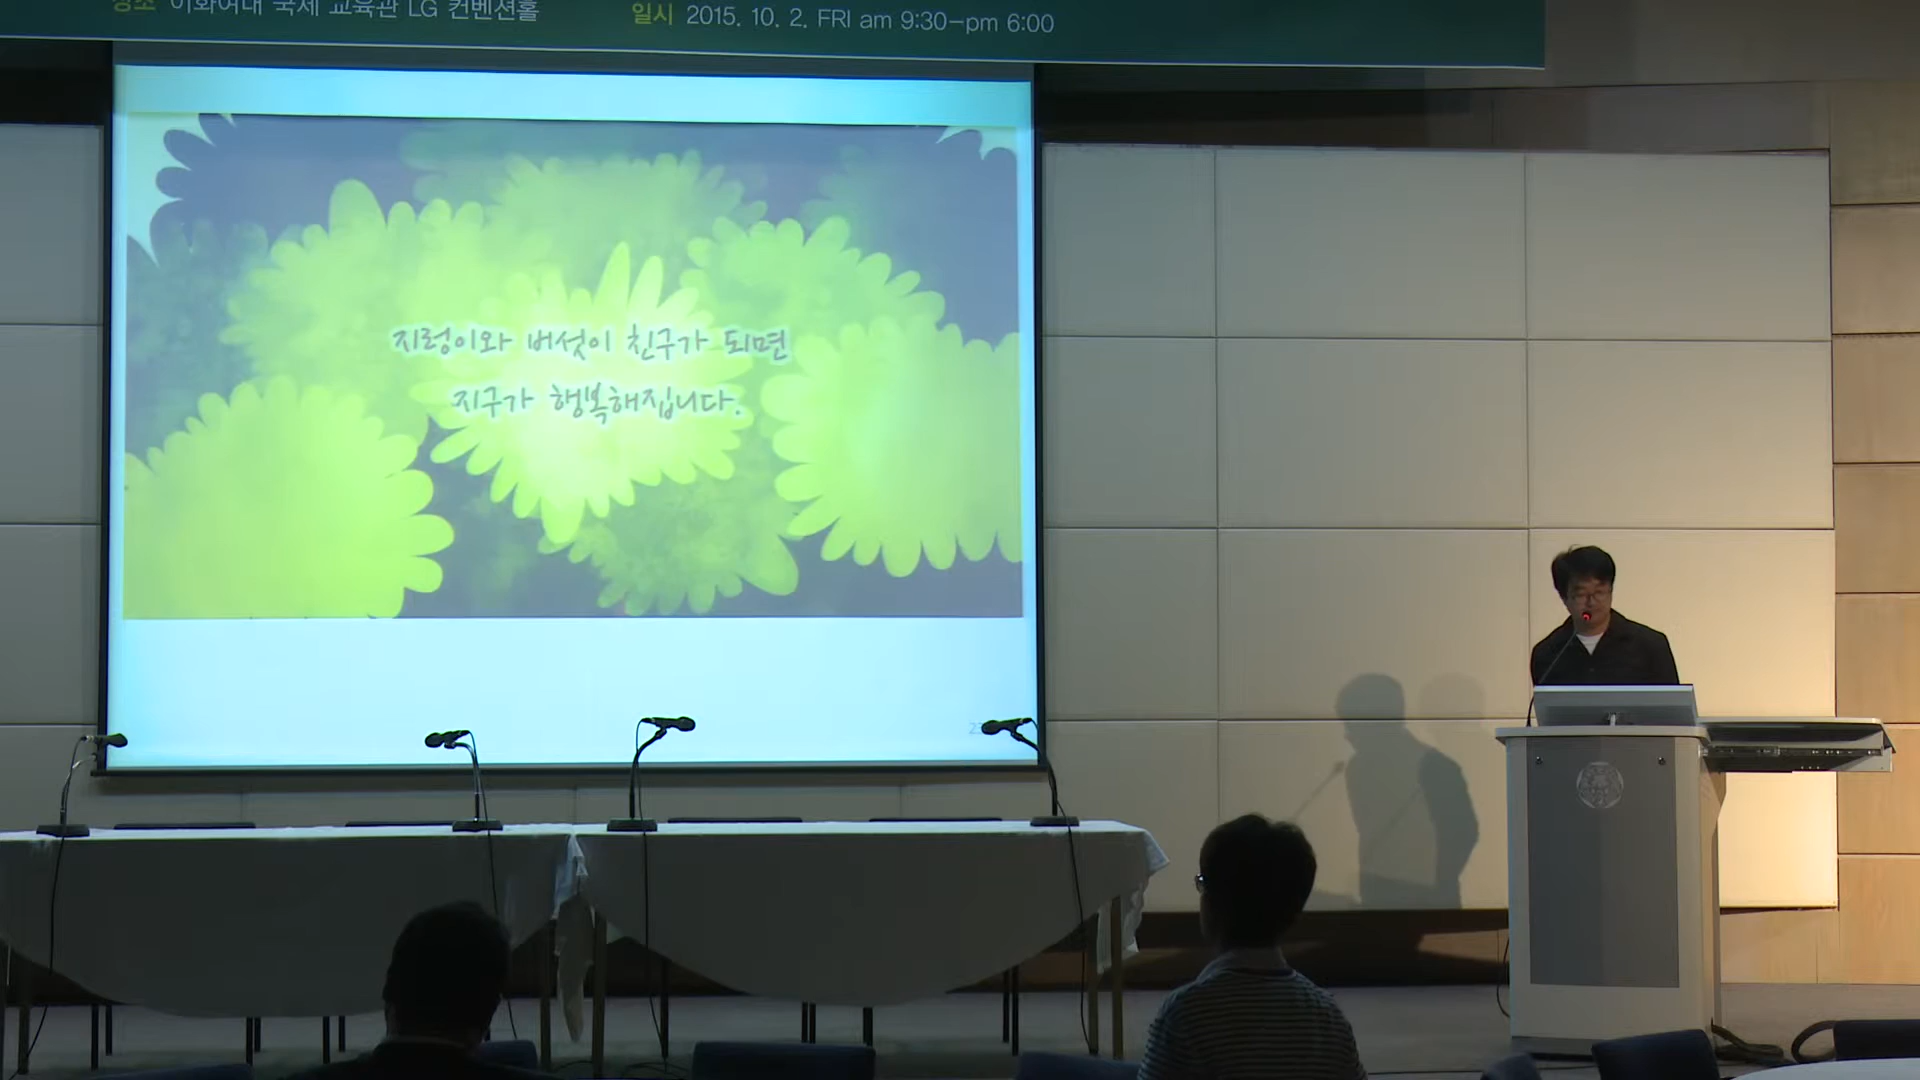 장소 이화여대 국제 교육관 LG 컨벤션홀
일시 2015. 10. 2. FRI am 9:30-pm 6:00
지렁이와 버섯이 친구가 되면
지구가 행복해집니다.